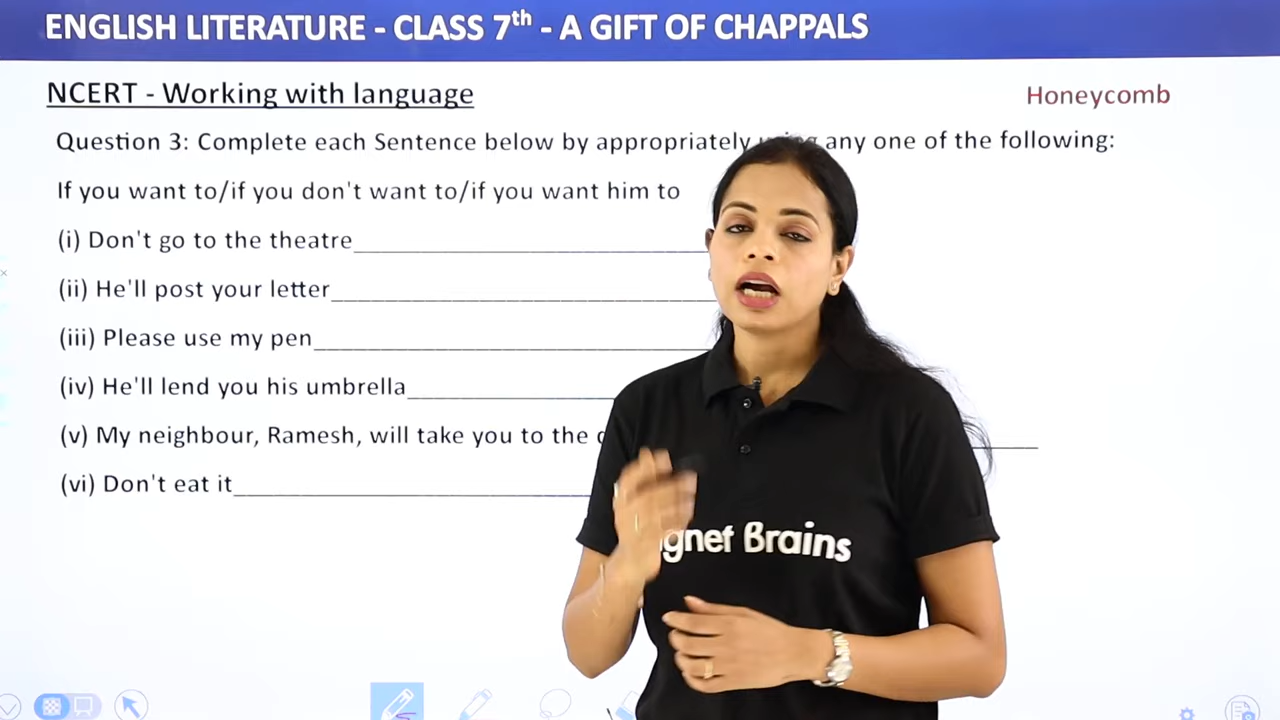 ENGLISH LITERATURE - CLASS 7th - A GIFT OF CHAPPALS
NCERT - Working with language
Honeycomb
Question 3: Complete each Sentence below by appropriately any one of the following:
If you want to/if you don't want to/if you want him to
(i) Don't go to the theatre
(ii) He'll post your letter
(iii) Please use my pen
(iv) He'll lend you his umbrella
(v) My neighbour, Ramesh, will take you to the
(vi) Don't eat it
Brains